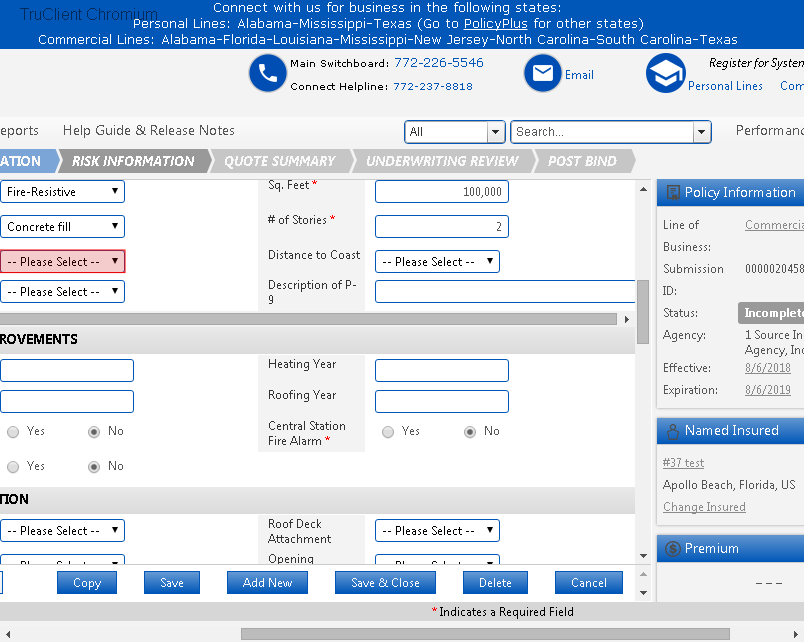 TruClient Chromium
Connect with us for business in the following states:
Personal Lines: Alabama-Mississippi-Texas (Go to PolicyPlus for other states)
Commercial Lines: Alabama-Florida-Louisiana-Mississippi-New Jersey-North Carolina-South Carolina-Texas
Main Switchboard: 772-226-5546
Connect Helpline: 772-237-8818
Email
Register for System
Personal Lines Com
eports Help Guide & Release Notes All Search... Performanc
ATION RISK INFORMATION QUOTE SUMMARY UNDERWRITING REVIEW POST BIND
Fire-Resistive Sq. Feet * 100,000
Concrete fill # of Stories * 2
-- Please Select -- Distance to Coast -- Please Select --
-- Please Select -- Description of P-
9
ROVEMENTS
Heating Year
Roofing Year
Yes No Central Station
Fire Alarm * Yes No
Yes No
TION
-- Please Select -- Roof Deck
Attachment -- Please Select --
-- Please Select -- Opening -- Please Select --
Copy Save Add New Save & Close Delete Cancel
* Indicates a Required Field
Policy Information
Line of
Business: Commercia
Submission
ID: 0000020458
Status: Incomplete
Agency: 1 Source In
Agency, Inc
Effective: 8/6/2018
Expiration: 8/6/2019
Named Insured
#37 test
Apollo Beach, Florida, US
Change Insured
Premium
---